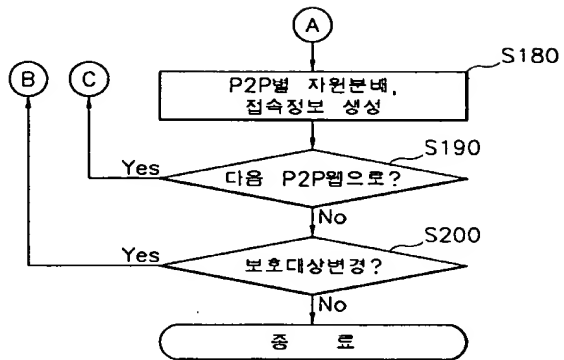 A
S180
B
C
P2P별 자원분배,
접속정보 생성
S190
Yes
다음 P2P웹으로?
No
S200
Yes
보호대상변경?
No
종 료